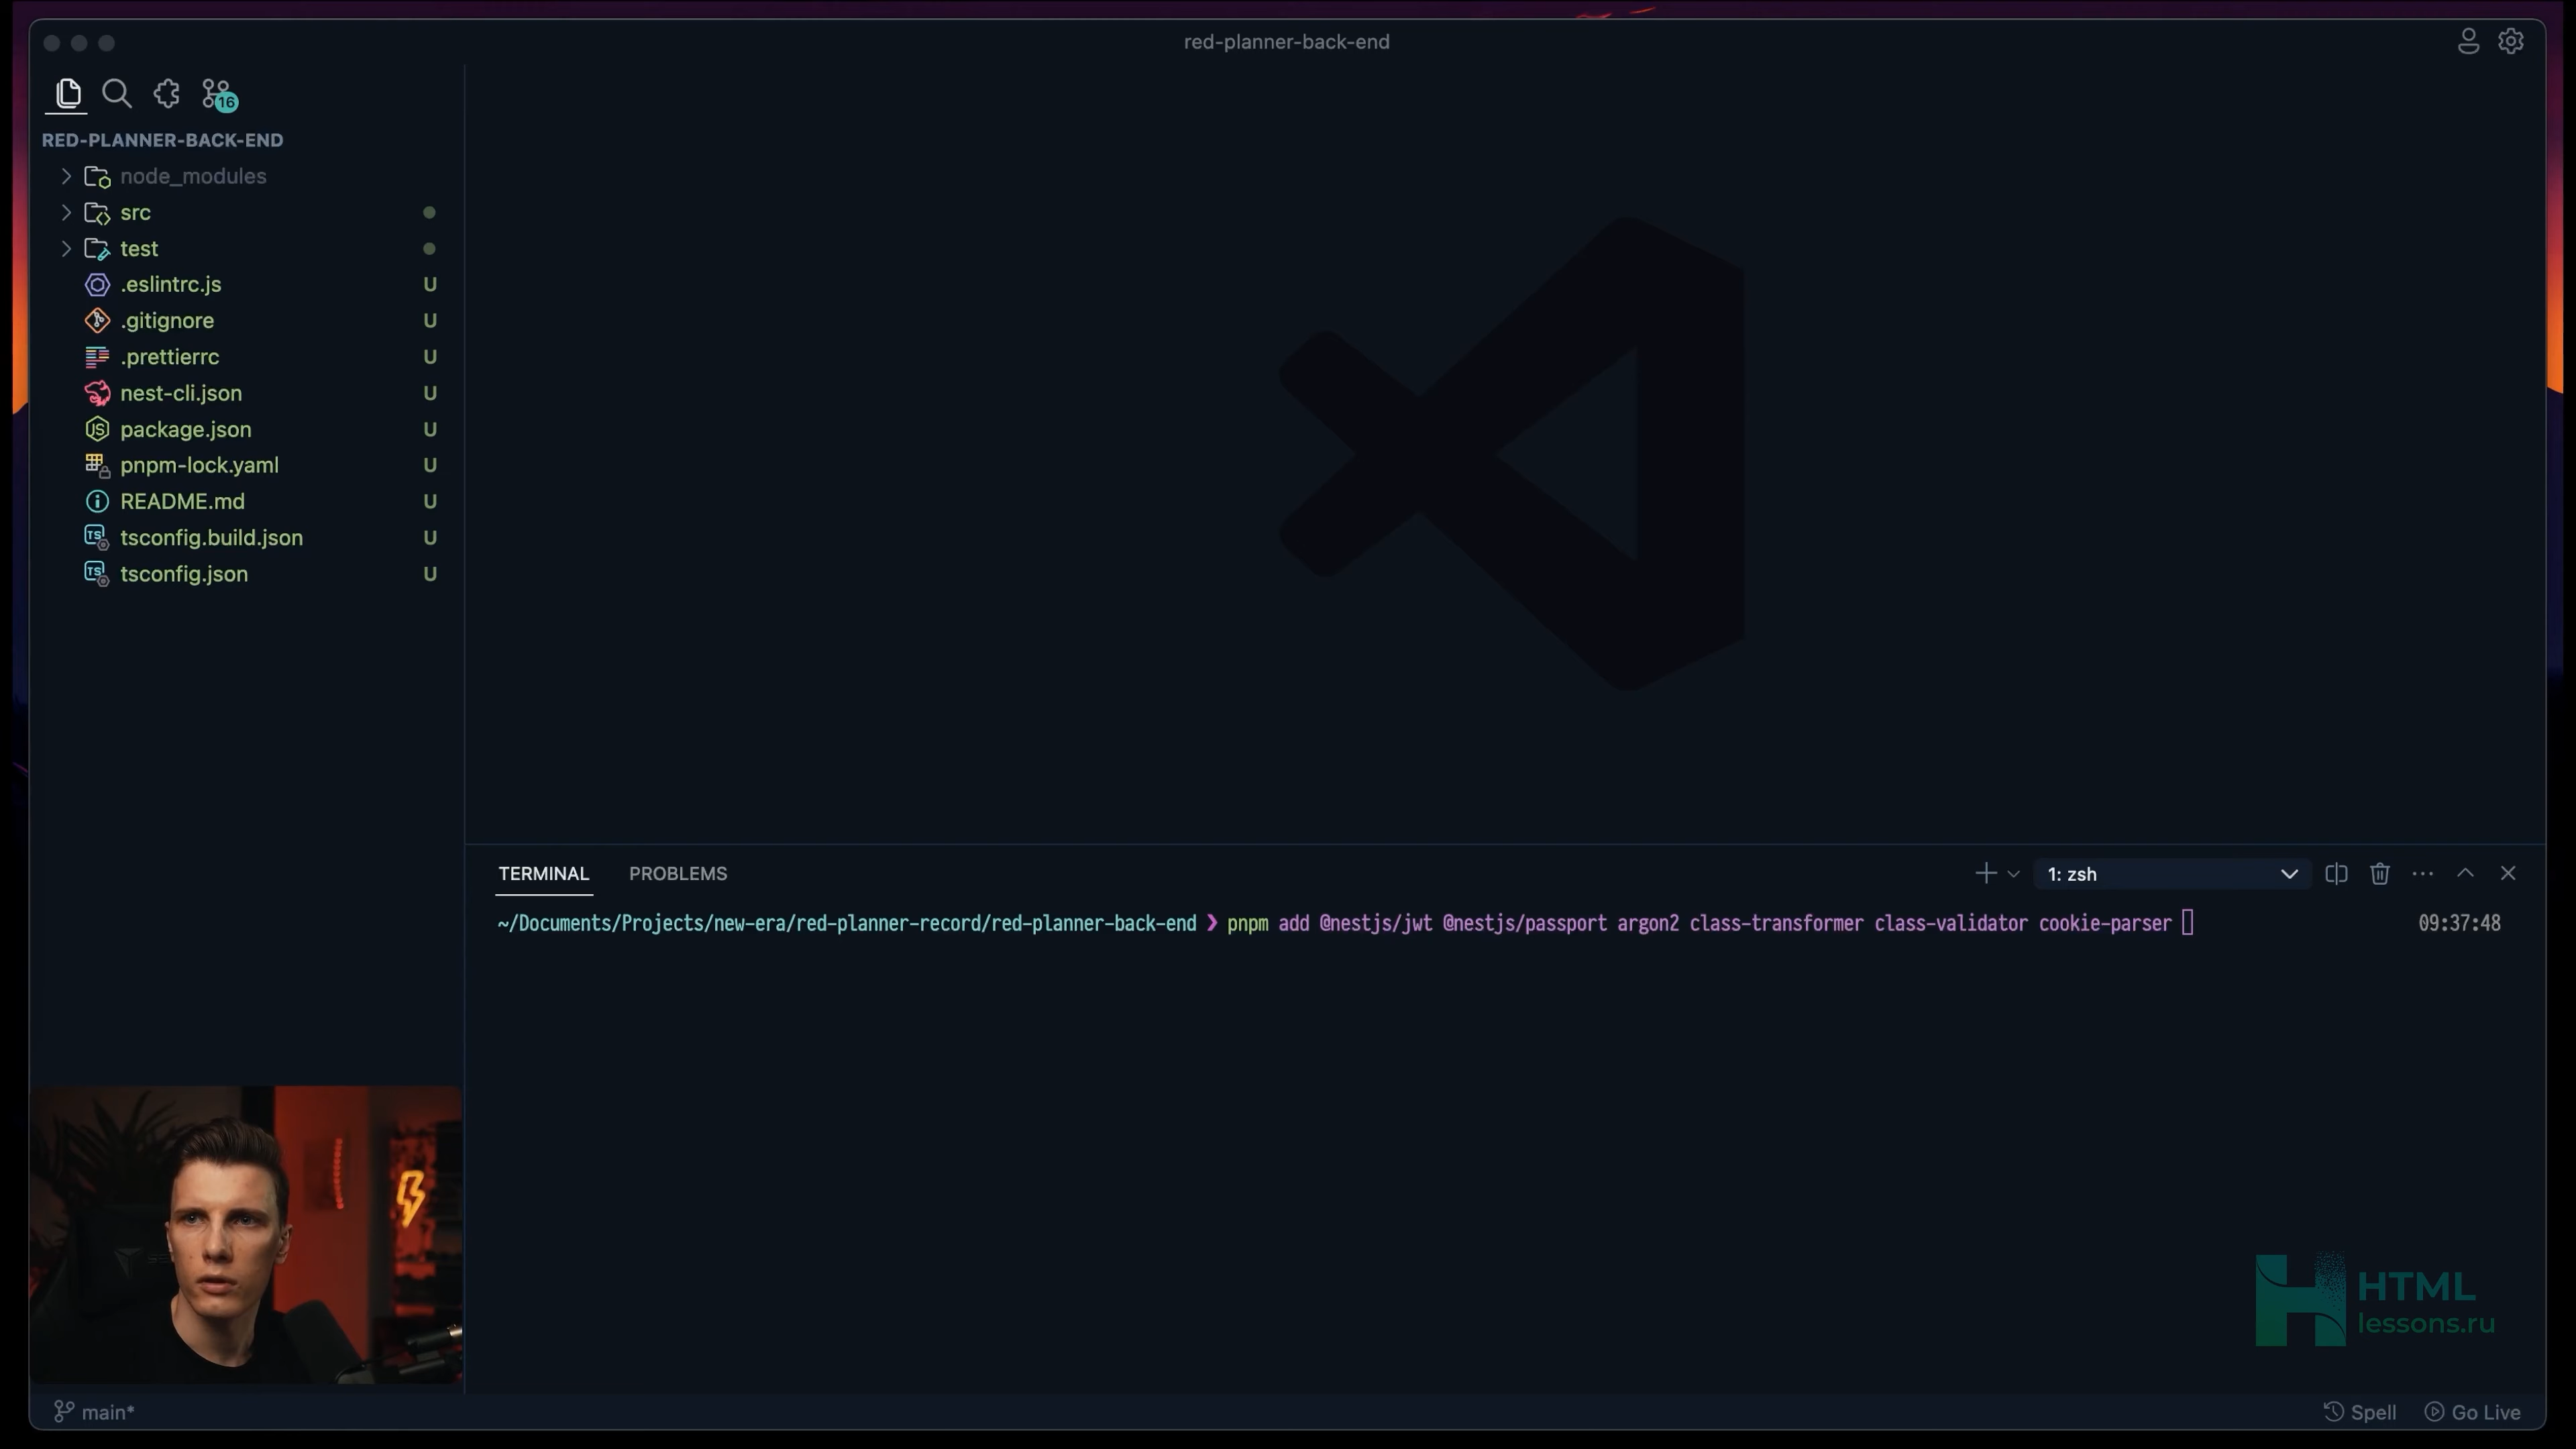 red-planner-back-end
16
RED-PLANNER-BACK-END
node_modules
src
test
.eslintrc.js U
.gitignore U
.prettierrc U
nest-cli.json U
package.json U
pnpm-lock.yaml U
README.md U
tsconfig.build.json U
tsconfig.json U
TERMINAL PROBLEMS 1: zsh
~/Documents/Projects/new-era/red-planner-record/red-planner-back-end ❯ pnpm add @nestjs/jwt @nestjs/passport argon2 class-transformer class-validator cookie-parser 09:37:48
HTML
lessons.ru
main* Spell Go Live